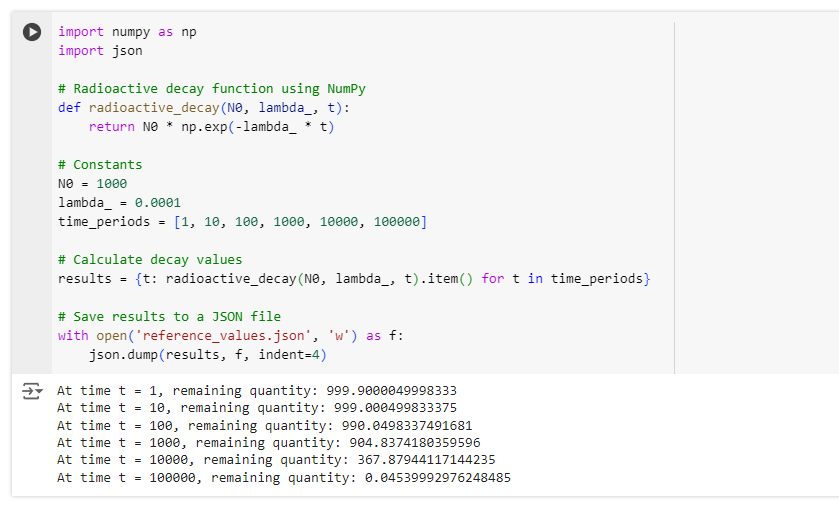 import numpy as np
import json
# Radioactive decay function using NumPy
def radioactive_decay(N0, lambda_, t):
    return N0 * np.exp(-lambda_ * t)
# Constants
N0 = 1000
lambda_ = 0.0001
time_periods = [1, 10, 100, 1000, 10000, 100000]
# Calculate decay values
results = {t: radioactive_decay(N0, lambda_, t).item() for t in time_periods}
# Save results to a JSON file
with open('reference_values.json', 'w') as f:
    json.dump(results, f, indent=4)
At time t = 1, remaining quantity: 999.9000049998333
At time t = 10, remaining quantity: 999.000499833375
At time t = 100, remaining quantity: 990.0498337491681
At time t = 1000, remaining quantity: 904.8374180359596
At time t = 10000, remaining quantity: 367.87944117144235
At time t = 100000, remaining quantity: 0.04539992976248485